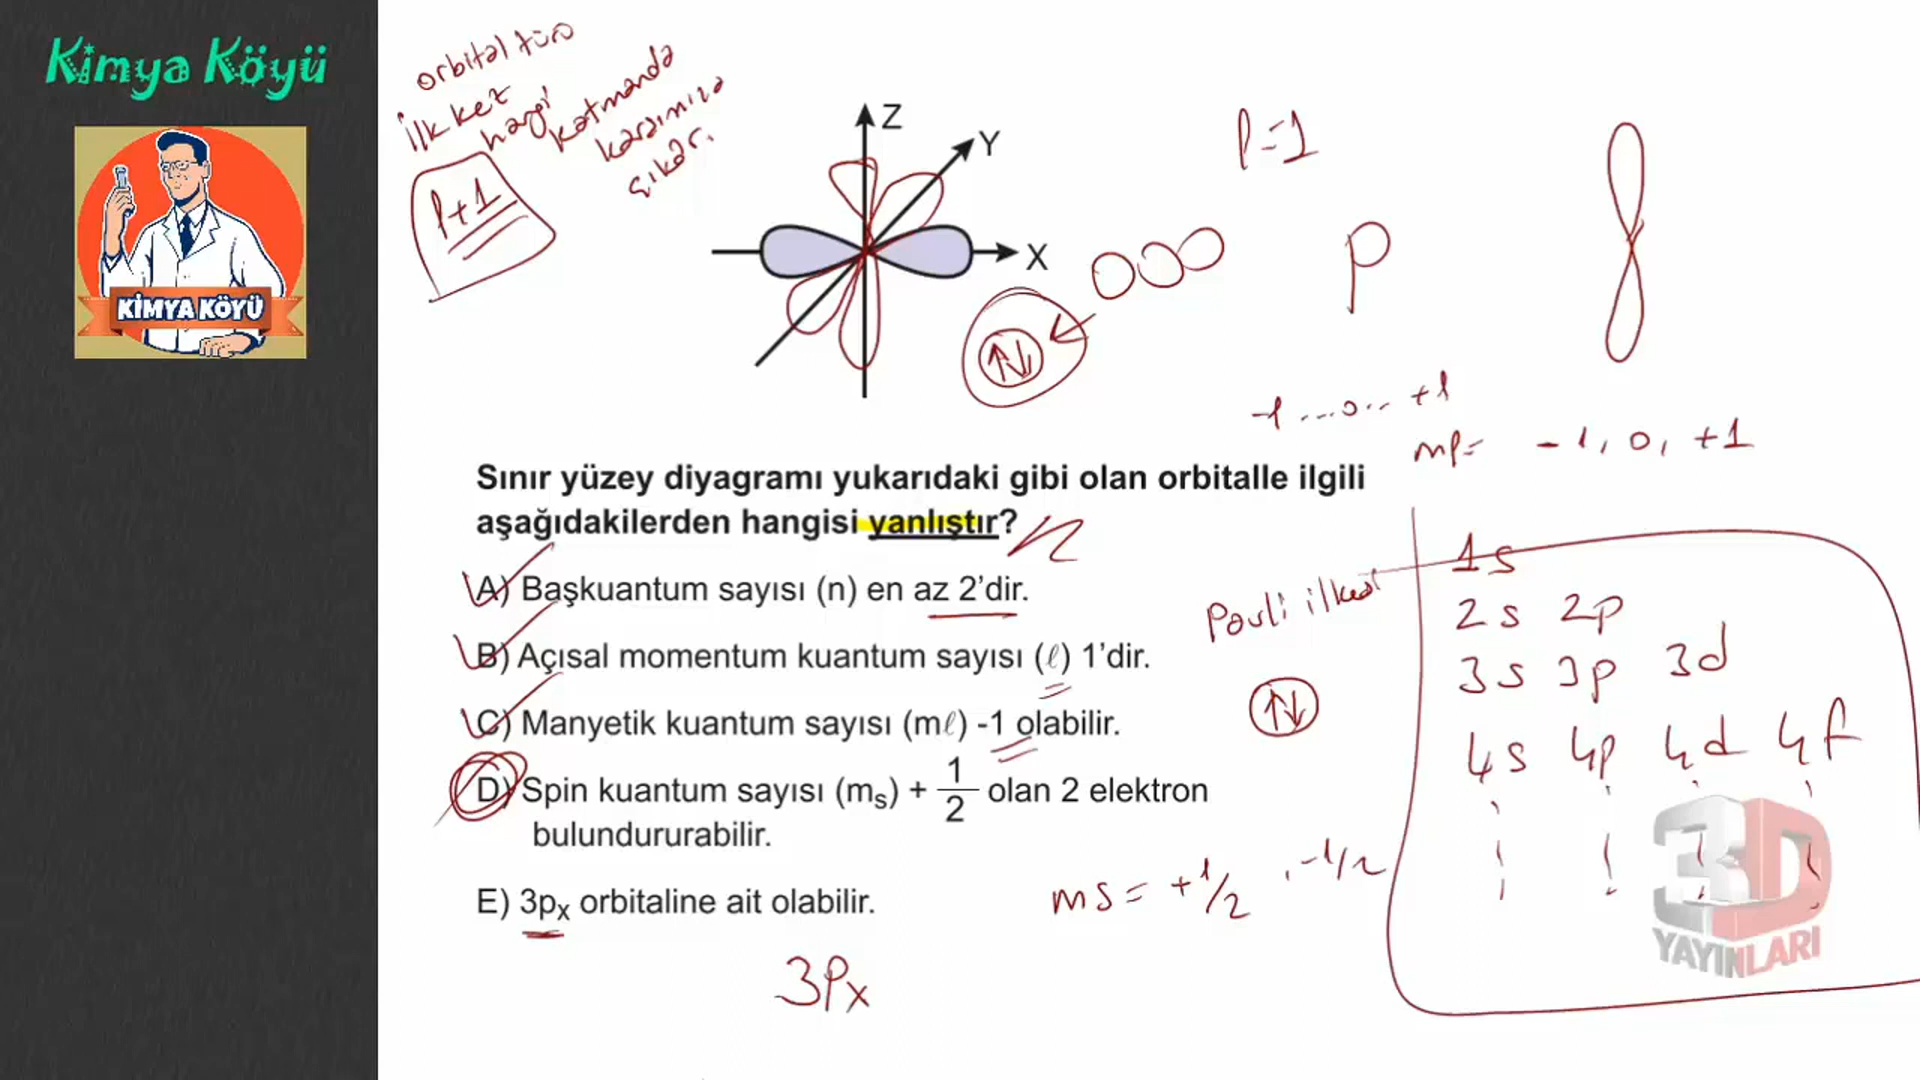 Kimya Köyü
KİMYA KÖYÜ
orbital türü
ilk kez
hangi katmanda
karşımıza
çıkar.
l+1
Z
Y
X
l=1
p
-l ...0.. +l
ml= -1, 0, +1
Sınır yüzey diyagramı yukarıdaki gibi olan orbitalle ilgili
aşağıdakilerden hangisi yanlıştır?
A) Başkuantum sayısı (n) en az 2’dir.
B) Açısal momentum kuantum sayısı (ℓ) 1’dir.
C) Manyetik kuantum sayısı (mℓ) -1 olabilir.
D) Spin kuantum sayısı (ms) + 1/2 olan 2 elektron
bulundururabilir.
E) 3px orbitaline ait olabilir.
3Px
Pauli ilkesi
ms = +1/2 , -1/2
1s
2s 2p
3s 3p 3d
4s 4p 4d 4f
3D
YAYINLARI